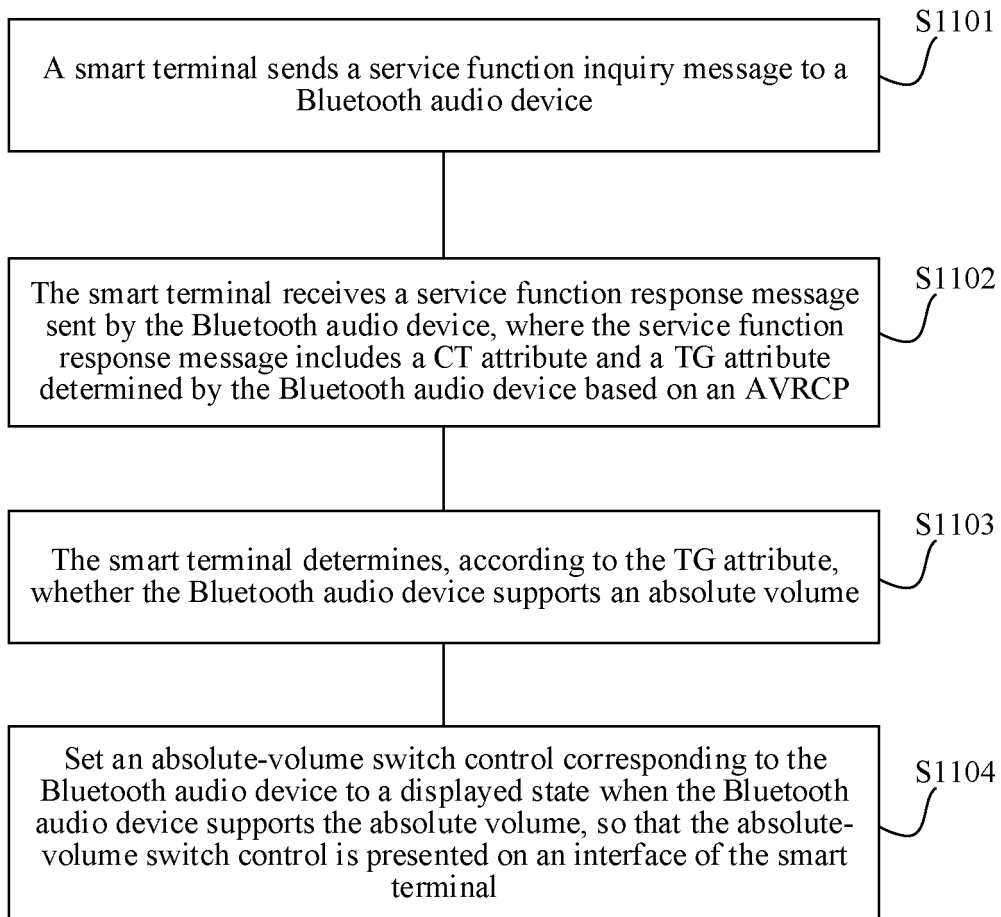 S1101
A smart terminal sends a service function inquiry message to a
Bluetooth audio device
S1102
The smart terminal receives a service function response message
sent by the Bluetooth audio device, where the service function
response message includes a CT attribute and a TG attribute
determined by the Bluetooth audio device based on an AVRCP
S1103
The smart terminal determines, according to the TG attribute,
whether the Bluetooth audio device supports an absolute volume
S1104
Set an absolute-volume switch control corresponding to the
Bluetooth audio device to a displayed state when the Bluetooth
audio device supports the absolute volume, so that the absolute-
volume switch control is presented on an interface of the smart
terminal